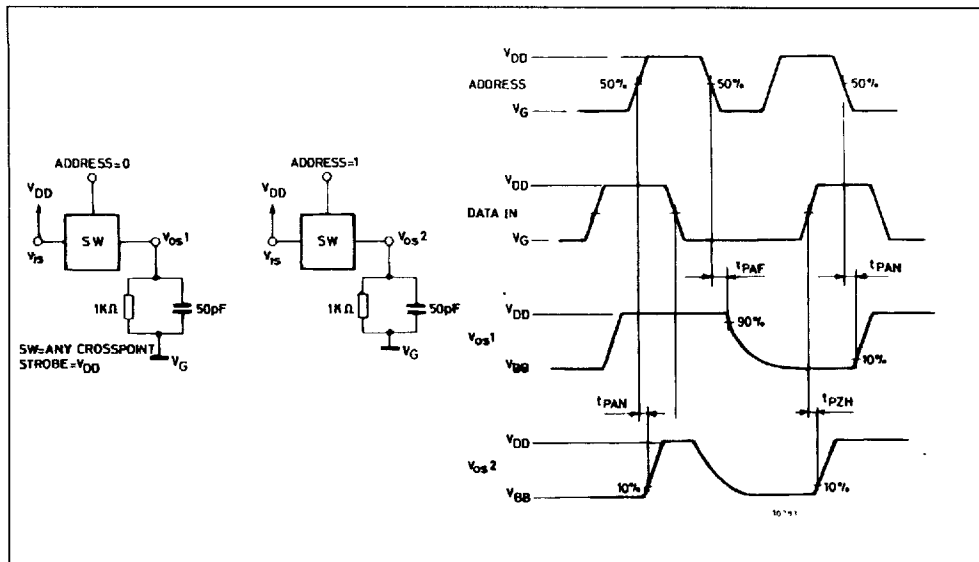 ADDRESS=0
VDD
SW
Vis
Vos1
1KΩ
50pF
VG
SW=ANY CROSSPOINT
STROBE=VDD
ADDRESS=1
VDD
SW
Vis
Vos2
1KΩ
50pF
VG
VDD
ADDRESS
50%
50%
50%
VG
VDD
DATA IN
VG
tPAF
tPAN
VDD
Vos1
90%
VBB
10%
tPAN
tPZH
VDD
Vos2
10%
10%
VBB